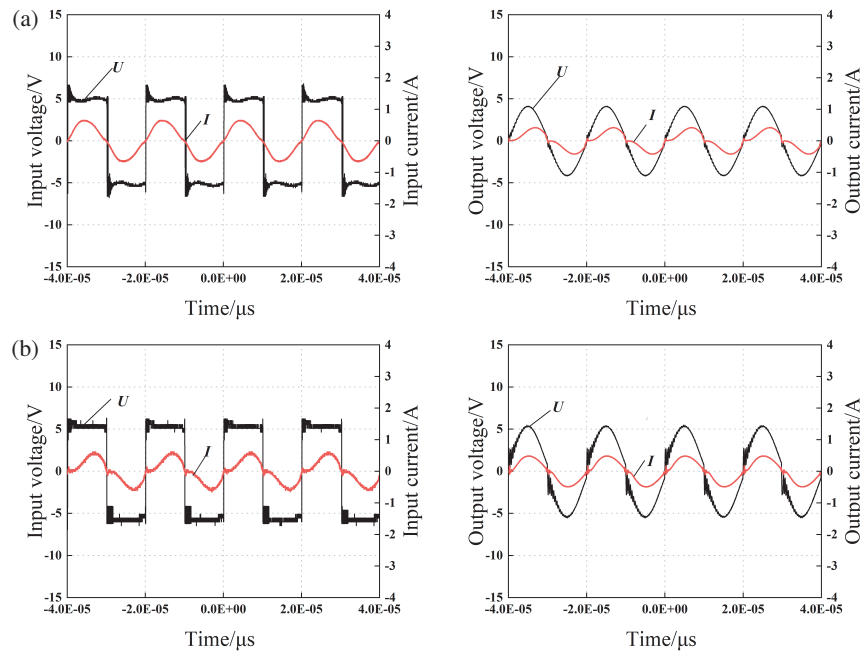 (a)
15
10
5
0
-5
-10
-15
Input voltage/V
4
3
2
1
0
-1
-2
-3
-4
Input current/A
U
I
-4.0E-05 -2.0E-05 0.0E+00 2.0E-05 4.0E-05
Time/μs
15
10
5
0
-5
-10
-15
Output voltage/V
4
3
2
1
0
-1
-2
-3
-4
Output current/A
U
I
-4.0E-05 -2.0E-05 0.0E+00 2.0E-05 4.0E-05
Time/μs
(b)
15
10
5
0
-5
-10
-15
Input voltage/V
4
3
2
1
0
-1
-2
-3
-4
Input current/A
U
I
-4.0E-05 -2.0E-05 0.0E+00 2.0E-05 4.0E-05
Time/μs
15
10
5
0
-5
-10
-15
Output voltage/V
4
3
2
1
0
-1
-2
-3
-4
Output current/A
U
I
-4.0E-05 -2.0E-05 0.0E+00 2.0E-05 4.0E-05
Time/μs